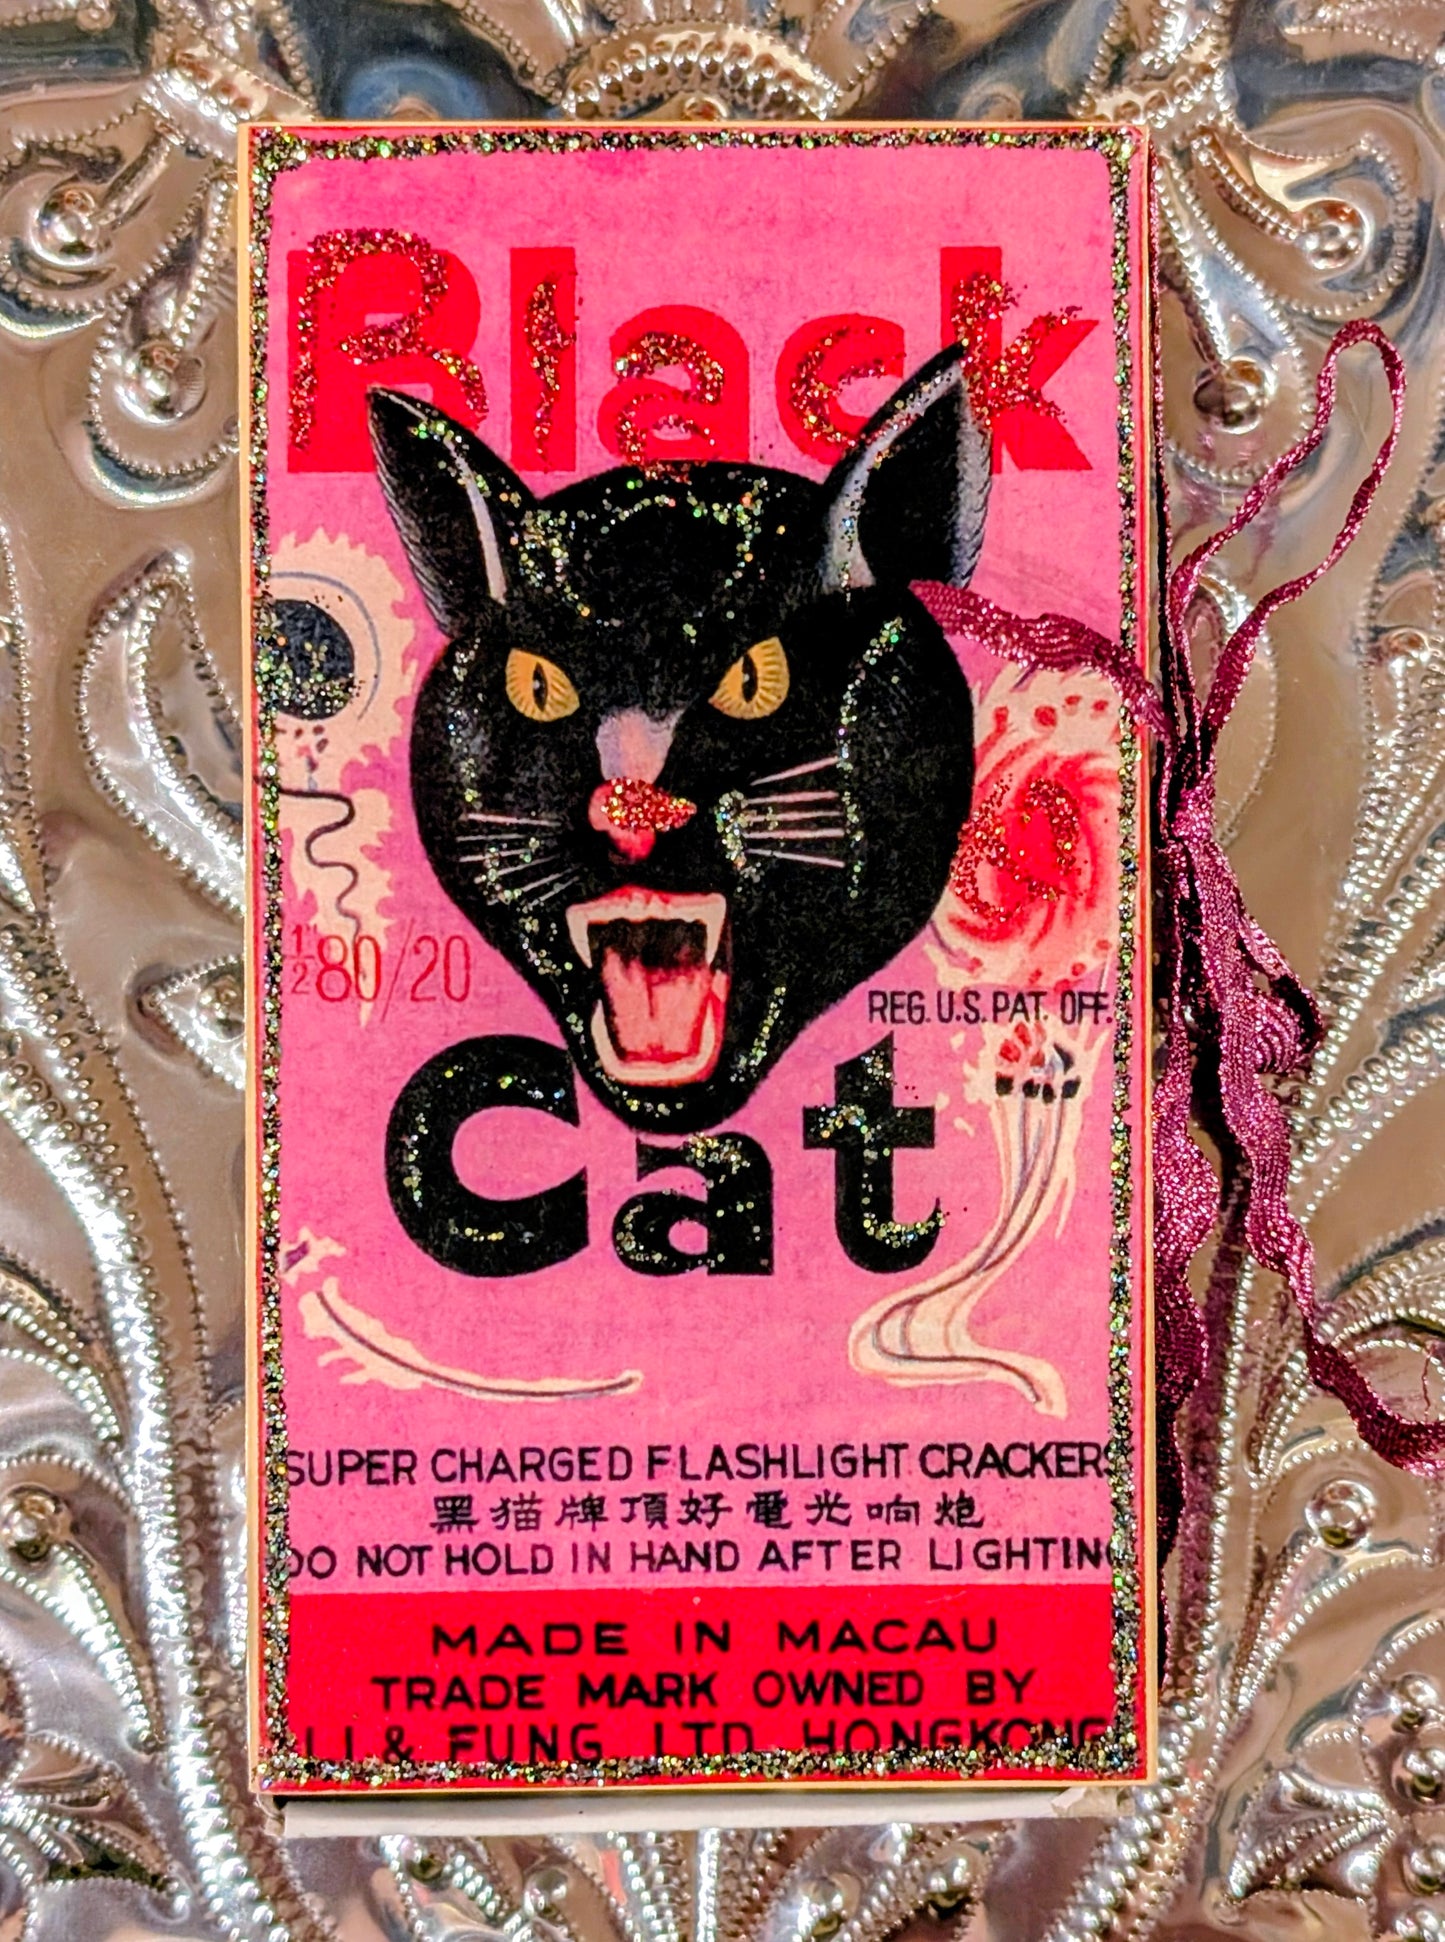 Black
1/2" 80/20
REG. U.S. PAT. OFF.
Cat
SUPER CHARGED FLASHLIGHT CRACKERS
黑猫牌頂好電光响炮
DO NOT HOLD IN HAND AFTER LIGHTING
MADE IN MACAU
TRADE MARK OWNED BY
LI & FUNG LTD HONGKONG